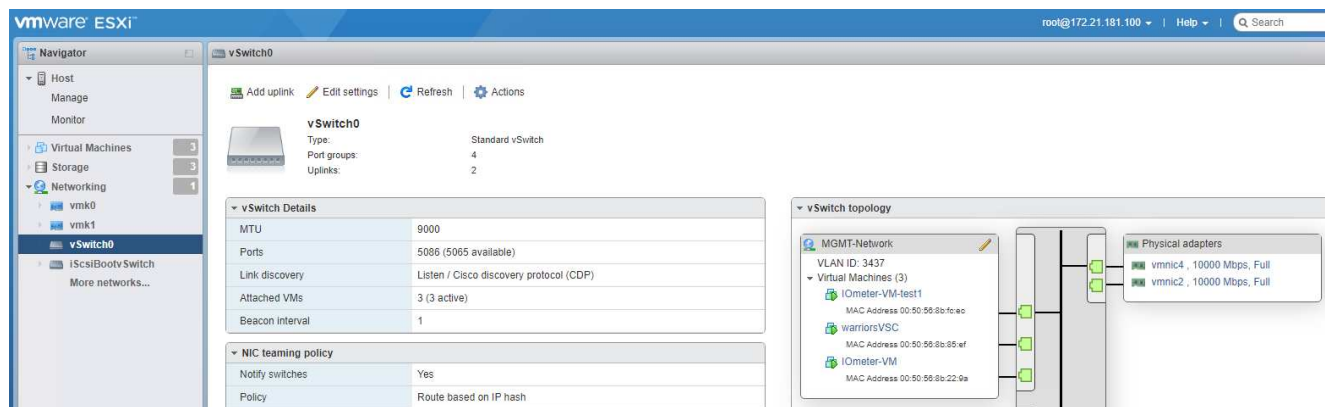 vmware ESXi™
root@172.21.181.100 | Help | Search
Navigator
Host
Manage
Monitor
Virtual Machines 3
Storage 3
Networking 1
vmk0
vmk1
vSwitch0
iScsiBootvSwitch
More networks...
vSwitch0
Add uplink Edit settings | Refresh | Actions
vSwitch0
Type: Standard vSwitch
Port groups: 4
Uplinks: 2
vSwitch Details
MTU 9000
Ports 5086 (5065 available)
Link discovery Listen / Cisco discovery protocol (CDP)
Attached VMs 3 (3 active)
Beacon interval 1
NIC teaming policy
Notify switches Yes
Policy Route based on IP hash
vSwitch topology
MGMT-Network
VLAN ID: 3437
Virtual Machines (3)
IOmeter-VM-test1
MAC Address 00:50:56:8b:fc:ec
warriorsVSC
MAC Address 00:50:56:8b:85:ef
IOmeter-VM
MAC Address 00:50:56:8b:22:9a
Physical adapters
vmnic4 , 10000 Mbps, Full
vmnic2 , 10000 Mbps, Full